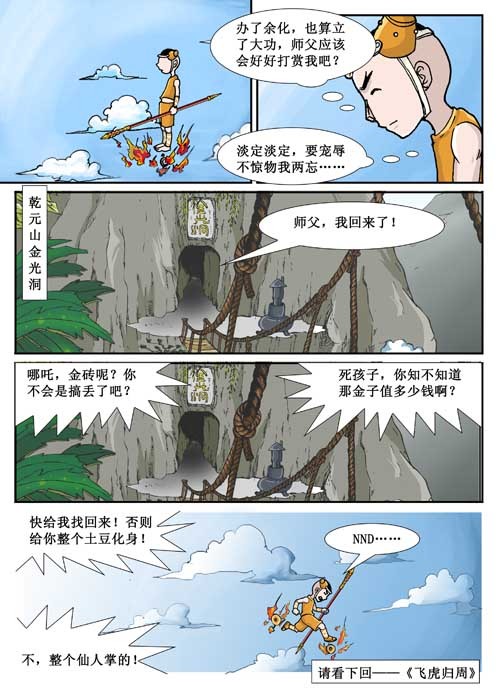 办了余化，也算立
了大功，师父应该
会好好打赏我吧？
淡定淡定，要宠辱
不惊物我两忘……
乾元山金光洞
师父，我回来了！
哪吒，金砖呢？你
不会是搞丢了吧？
死孩子，你知不知道
那金子值多少钱啊？
快给我找回来！否则
给你整个土豆化身！
NND……
不，整个仙人掌的！
请看下回——《飞虎归周》